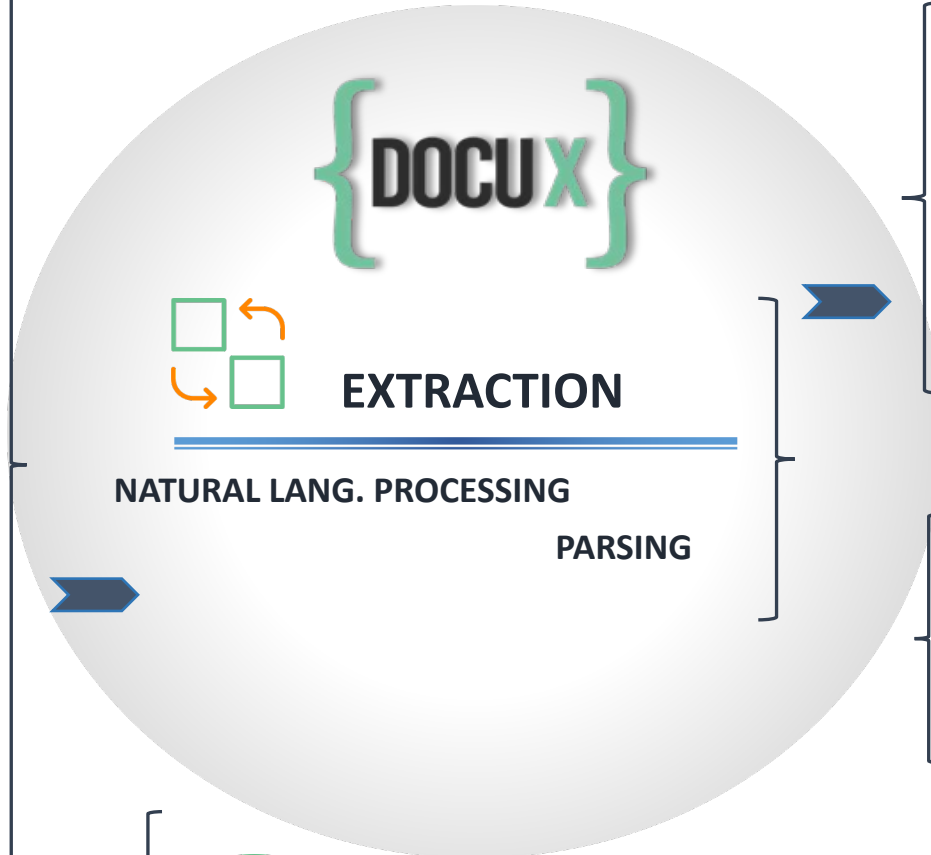 {DOCUX}
EXTRACTION
NATURAL LANG. PROCESSING
PARSING